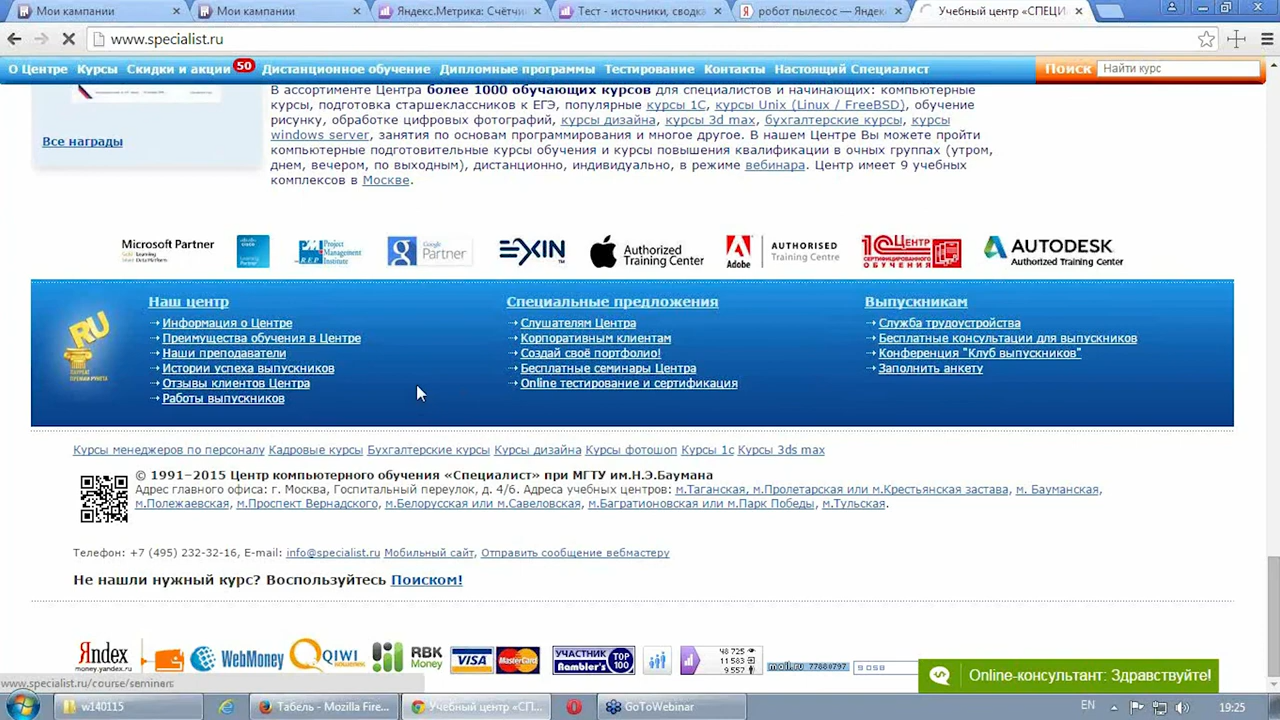 Мои кампании
Мои кампании
Яндекс.Метрика: Счётчи
Тест - источники, сводка
робот пылесос — Яндек
Учебный центр «СПЕЦИ
www.specialist.ru
О Центре Курсы Скидки и акции 50 Дистанционное обучение Дипломные программы Тестирование Контакты Настоящий Специалист Поиск Найти курс
В ассортименте Центра более 1000 обучающих курсов для специалистов и начинающих: компьютерные
курсы, подготовка старшеклассников к ЕГЭ, популярные курсы 1С, курсы Unix (Linux / FreeBSD), обучение
рисунку, обработке цифровых фотографий, курсы дизайна, курсы 3d max, бухгалтерские курсы, курсы
windows server, занятия по основам программирования и многое другое. В нашем Центре Вы можете пройти
компьютерные подготовительные курсы обучения и курсы повышения квалификации в очных группах (утром,
днем, вечером, по выходным), дистанционно, индивидуально, в режиме вебинара. Центр имеет 9 учебных
комплексов в Москве.
Все награды
Microsoft Partner
Project Management Institute
Google Partner
EXIN
Authorized Training Center
Adobe
AUTHORISED Training Centre
1С ЦЕНТР СЕРТИФИЦИРОВАННОГО ОБУЧЕНИЯ
AUTODESK
Authorized Training Center
.RU
Наш центр
Информация о Центре
Преимущества обучения в Центре
Наши преподаватели
Истории успеха выпускников
Отзывы клиентов Центра
Работы выпускников
Специальные предложения
Слушателям Центра
Корпоративным клиентам
Создай своё портфолио!
Бесплатные семинары Центра
Online тестирование и сертификация
Выпускникам
Служба трудоустройства
Бесплатные консультации для выпускников
Конференция "Клуб выпускников"
Заполнить анкету
Курсы менеджеров по персоналу Кадровые курсы Бухгалтерские курсы Курсы дизайна Курсы фотошоп Курсы 1с Курсы 3ds max
© 1991–2015 Центр компьютерного обучения «Специалист» при МГТУ им.Н.Э.Баумана
Адрес главного офиса: г. Москва, Госпитальный переулок, д. 4/6. Адреса учебных центров: м.Таганская, м.Пролетарская или м.Крестьянская застава, м. Бауманская,
м.Полежаевская, м.Проспект Вернадского, м.Белорусская или м.Савеловская, м.Багратионовская или м.Парк Победы, м.Тульская.
Телефон: +7 (495) 232-32-16, E-mail: info@specialist.ru Мобильный сайт, Отправить сообщение вебмастеру
Не нашли нужный курс? Воспользуйтесь Поиском!
Яndex
money.yandex.ru
WebMoney
QIWI
RBK Money
VISA
MasterCard
УЧАСТНИК Rambler's TOP 100
48 725
11 583
9 557
Online-консультант: Здравствуйте!
www.specialist.ru/course/seminars
w140115
Табель - Mozilla Fire...
Учебный центр «СП...
GoToWebinar
EN
19:25